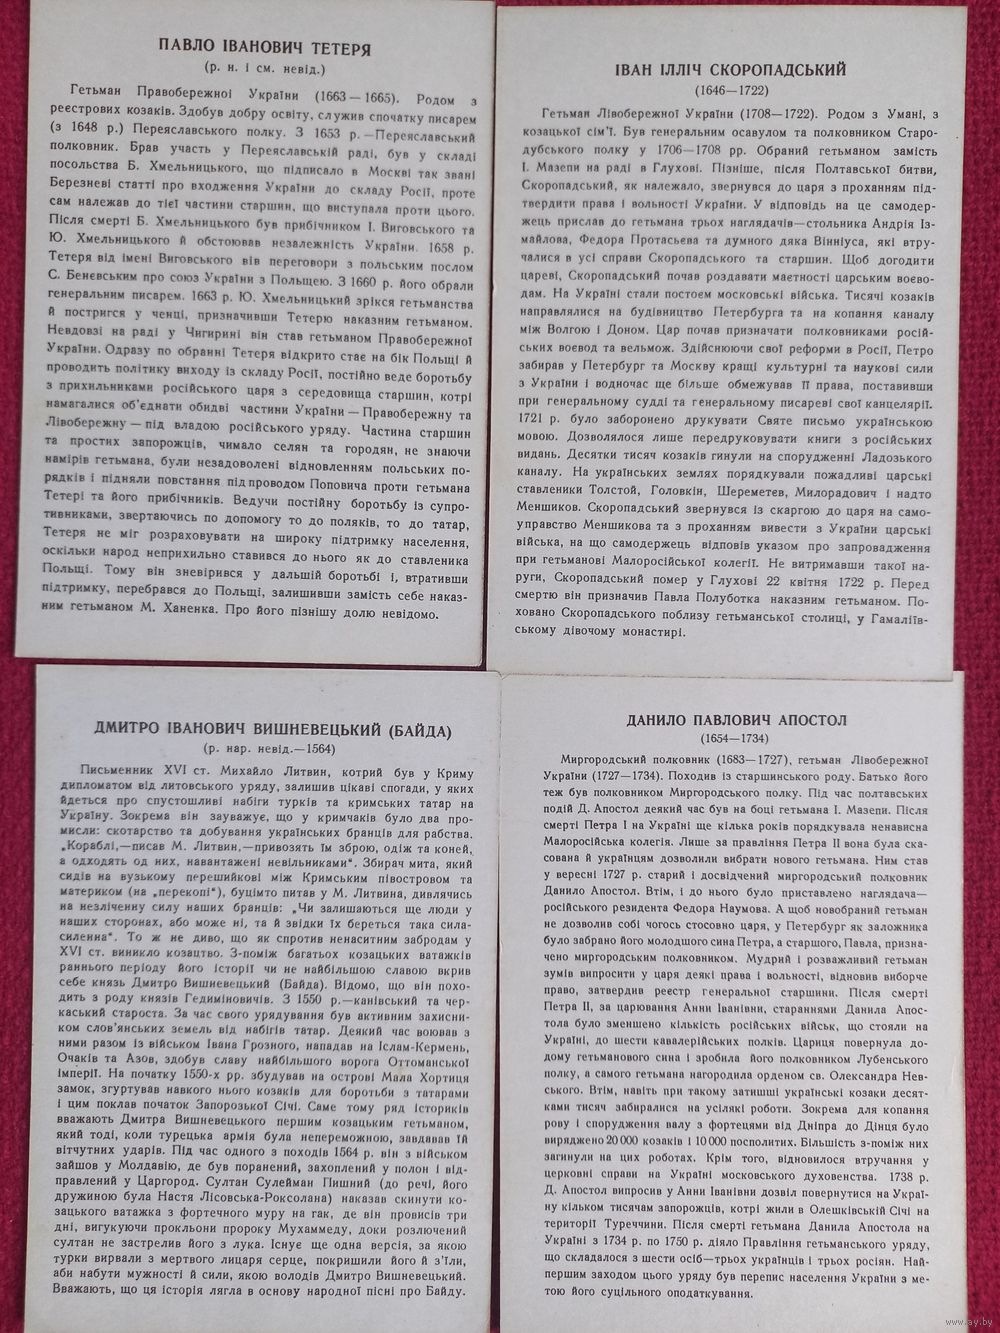 ПАВЛО ІВАНОВИЧ ТЕТЕРЯ
(р. н. і см. невід.)
Гетьман Правобережної України (1663—1665). Родом з
реєстрових козаків. Здобув добру освіту, служив спочатку писарем
(з 1648 р.) Переяславського полку. З 1653 р.—Переяславський
полковник. Брав участь у Переяславській раді, був у складі
посольства Б. Хмельницького, що підписало в Москві так звані
Березневі статті про входження України до складу Росії, проте
сам належав до тієї частини старшин, що виступала проти цього.
Після смерті Б. Хмельницького був прибічником І. Виговського та
Ю. Хмельницького й обстоював незалежність України. 1658 р.
Тетеря від імені Виговського вів переговори з польським послом
С. Бенєвським про союз України з Польщею. З 1660 р. його обрали
генеральним писарем. 1663 р. Ю. Хмельницький зрікся гетьманства
й постригся у ченці, призначивши Тетерю наказним гетьманом.
Невдовзі на раді у Чигирині він став гетьманом Правобережної
України. Одразу по обранні Тетеря відкрито стає на бік Польщі й
проводить політику виходу із складу Росії, постійно веде боротьбу
з прихильниками російського царя з середовища старшин, котрі
намагалися об'єднати обидві частини України—Правобережну та
Лівобережну—під владою російського уряду. Частина старшин
та простих запорожців, чимало селян та городян, не знаючи
намірів гетьмана, були незадоволені відновленням польських по-
рядків і підняли повстання під проводом Поповича проти гетьмана
Тетері та його прибічників. Ведучи постійну боротьбу із супро-
тивниками, звертаючись по допомогу то до поляків, то до татар,
Тетеря не міг розраховувати на широку підтримку населення,
оскільки народ неприхильно ставився до нього як до ставленика
Польщі. Тому він зневірився у дальшій боротьбі і, втративши
підтримку, перебрався до Польщі, залишивши замість себе наказ-
ним гетьманом М. Ханенка. Про його пізнішу долю невідомо.
ІВАН ІЛЛІЧ СКОРОПАДСЬКИЙ
(1646—1722)
Гетьман Лівобережної України (1708—1722). Родом з Умані, з
козацької сім'ї. Був генеральним осавулом та полковником Старо-
дубського полку у 1706—1708 рр. Обраний гетьманом замість
І. Мазепи на раді в Глухові. Пізніше, після Полтавської битви,
Скоропадський, як належало, звернувся до царя з проханням під-
твердити права і вольності України. У відповідь на це самодер-
жець прислав до гетьмана трьох наглядачів—стольника Андрія Із-
майлова, Федора Протасьєва та думного дяка Вінніуса, які втру-
чалися в усі справи Скоропадського та старшин. Щоб догодити
цареві, Скоропадський почав роздавати маєтності царським воєво-
дам. На Україні стали постоєм московські війська. Тисячі козаків
направлялися на будівництво Петербурга та на копання каналу
між Волгою і Доном. Цар почав призначати полковниками росій-
ських воєвод та вельмож. Здійснюючи свої реформи в Росії, Петро
забирав у Петербург та Москву кращі культурні та наукові сили
з України і водночас ще більше обмежував її права, поставивши
при генеральному судді та генеральному писареві свої канцелярії.
1721 р. було заборонено друкувати Святе письмо українською
мовою. Дозволялося лише передруковувати книги з російських
видань. Десятки тисяч козаків гинули на спорудженні Ладозького
каналу. На українських землях порядкували пожадливі царські
ставленики Толстой, Головкін, Шереметєв, Милорадович і надто
Меншиков. Скоропадський звернувся із скаргою до царя на само-
управство Меншикова та з проханням вивести з України царські
війська, на що самодержець відповів указом про запровадження
при гетьманові Малоросійської колегії. Не витримавши такої на-
руги, Скоропадський помер у Глухові 22 квітня 1722 р. Перед
смертю він призначив Павла Полуботка наказним гетьманом. По-
ховано Скоропадського поблизу гетьманської столиці, у Гамаліїв-
ському дівочому монастирі.
ДМИТРО ІВАНОВИЧ ВИШНЕВЕЦЬКИЙ (БАЙДА)
(р. нар. невід.—1564)
Письменник XVI ст. Михайло Литвин, котрий був у Криму
дипломатом від литовського уряду, залишив цікаві спогади, у яких
йдеться про спустошливі набіги турків та кримських татар на
Україну. Зокрема він зауважує, що у кримчаків було два про-
мисли: скотарство та добування українських бранців для рабства.
„Кораблі,—писав М. Литвин,—привозять їм зброю, одіж та коней,
а одходять од них, навантажені невільниками“. Збирач мита, який
сидів на вузькому перешийкові між Кримським півостровом та
материком (на „перекопі“), буцімто питав у М. Литвина, дивлячись
на незліченну силу наших бранців: „Чи залишаються ще люди у
наших сторонах, або може ні, та й звідки їх береться така сила-
силенна“. То ж не диво, що як спротив ненаситним забродам у
XVI ст. виникло козацтво. З-поміж багатьох козацьких ватажків
раннього періоду його історії чи не найбільшою славою вкрив
себе князь Дмитро Вишневецький (Байда). Відомо, що він похо-
дить з роду князів Гедиміновичів. З 1550 р.—канівський та чер-
каський староста. За час свого урядування був активним захисни-
ком слов'янських земель від набігів татар. Деякий час воював з
ними разом із військом Івана Грозного, нападав на Іслам-Кермень,
Очаків та Азов, здобув славу найбільшого ворога Оттоманської
імперії. На початку 1550-х рр. збудував на острові Мала Хортиця
замок, згуртував навкого нього козаків для боротьби з татарами
і цим поклав початок Запорозької Січі. Саме тому ряд істориків
вважають Дмитра Вишневецького першим козацьким гетьманом,
який тоді, коли турецька армія була непереможною, завдавав їй
вітчутних ударів. Під час одного з походів 1564 р. він з військом
зайшов у Молдавію, де був поранений, захоплений у полон і від-
правлений у Царгород. Султан Сулейман Пишний (до речі, його
дружиною була Настя Лісовська-Роксолана) наказав скинути ко-
зацького ватажка з фортечного муру на гак, де він провисів три
дні, вигукуючи прокльони пророку Мухаммеду, доки розлючений
султан не застрелив його з лука. Існує ще одна версія, за якою
турки вирвали з мертвого лицаря серце, покришили його й з'їли,
аби набути мужності й сили, якою володів Дмитро Вишневецький.
Вважають, що ця історія лягла в основу народної пісні про Байду.
ДАНИЛО ПАВЛОВИЧ АПОСТОЛ
(1654—1734)
Миргородський полковник (1683—1727), гетьман Лівобережної
України (1727—1734). Походив із старшинського роду. Батько його
теж був полковником Миргородського полку. Під час полтавських
подій Д. Апостол деякий час був на боці гетьмана І. Мазепи. Після
смерті Петра І на Україні ще кілька років порядкувала ненависна
Малоросійська колегія. Лише за правління Петра ІІ вона була ска-
сована й українцям дозволили вибрати нового гетьмана. Ним став
у вересні 1727 р. старий і досвідчений миргородський полковник
Данило Апостол. Втім, і до нього було приставлено наглядача—
російського резидента Федора Наумова. А щоб новобраний гетьман
не дозволив собі чогось стосовно царя, у Петербург як заложника
було забрано його молодшого сина Петра, а старшого, Павла, призна-
чено миргородським полковником. Мудрий і розважливий гетьман
зумів випросити у царя деякі права і вольності, відновив виборче
право, затвердив реєстр генеральної старшини. Після смерті
Петра ІІ, за царювання Анни Іванівни, стараннями Данила Апос-
тола було зменшено кількість російських військ, що стояли на
Україні, до шести кавалерійських полків. Цариця повернула до-
дому гетьманового сина і зробила його полковником Лубенського
полку, а самого гетьмана нагородила орденом св. Олександра Нев-
ського. Втім, навіть при такому затишші українські козаки десят-
ками тисяч забиралися на усілякі роботи. Зокрема для копання
рову і спорудження валу з фортецями від Дніпра до Дінця було
виряджено 20 000 козаків і 10 000 посполитих. Більшість з-поміж них
загинули на цих роботах. Крім того, відновилося втручання у
церковні справи на Україні московського духовенства. 1738 р.
Д. Апостол випросив у Анни Іванівни дозвіл повернутися на Украї-
ну кільком тисячам запорожців, котрі жили в Олешківській Січі на
території Туреччини. Після смерті гетьмана Данила Апостола на
Україні з 1734 р. по 1750 р. діяло Правління гетьманського уряду,
що складалося з шести осіб—трьох українців і трьох росіян. Най-
першим заходом цього уряду був перепис населення України з ме-
тою його суцільного оподаткування.
www.ay.by